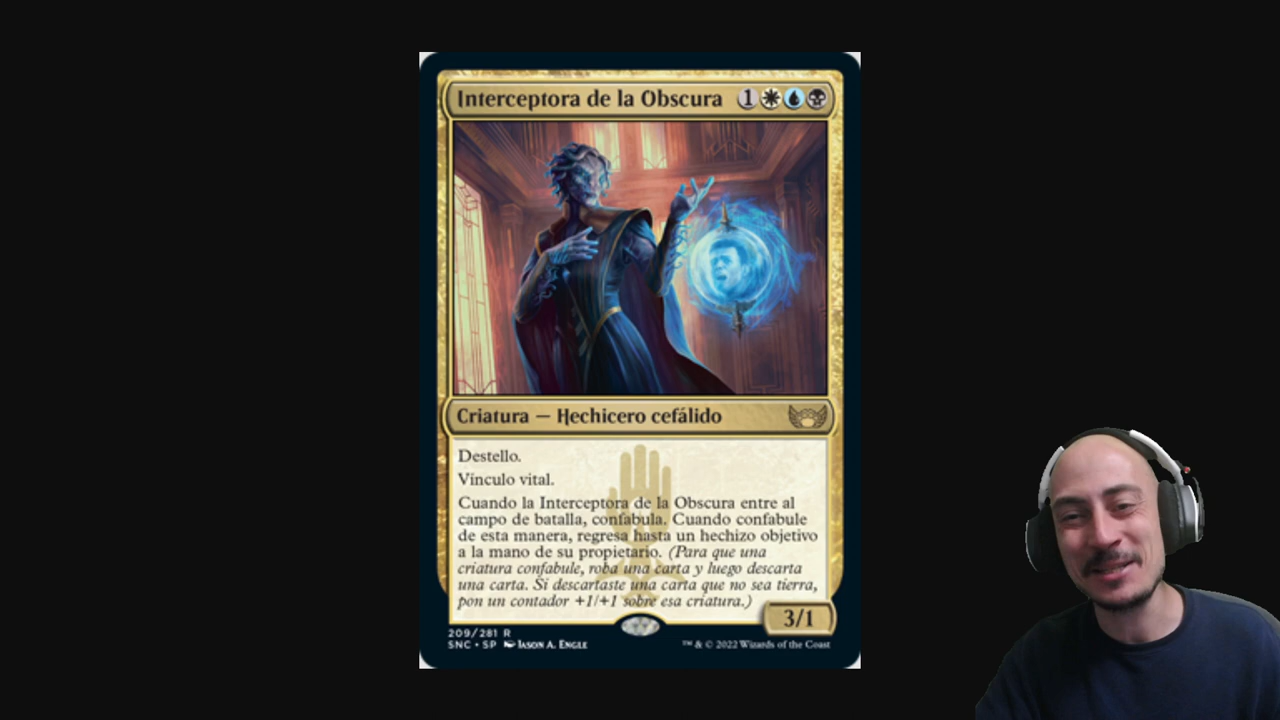 Interceptora de la Obscura 1
Criatura — Hechicero cefálido
Destello.
Vínculo vital.
Cuando la Interceptora de la Obscura entre al
campo de batalla, confabula. Cuando confabule
de esta manera, regresa hasta un hechizo objetivo
a la mano de su propietario. (Para que una
criatura confabule, roba una carta y luego descarta
una carta. Si descartaste una carta que no sea tierra,
pon un contador +1/+1 sobre esa criatura.)
3/1
209/281 R
SNC • SP Jason A. Engle
™ & © 2022 Wizards of the Coast